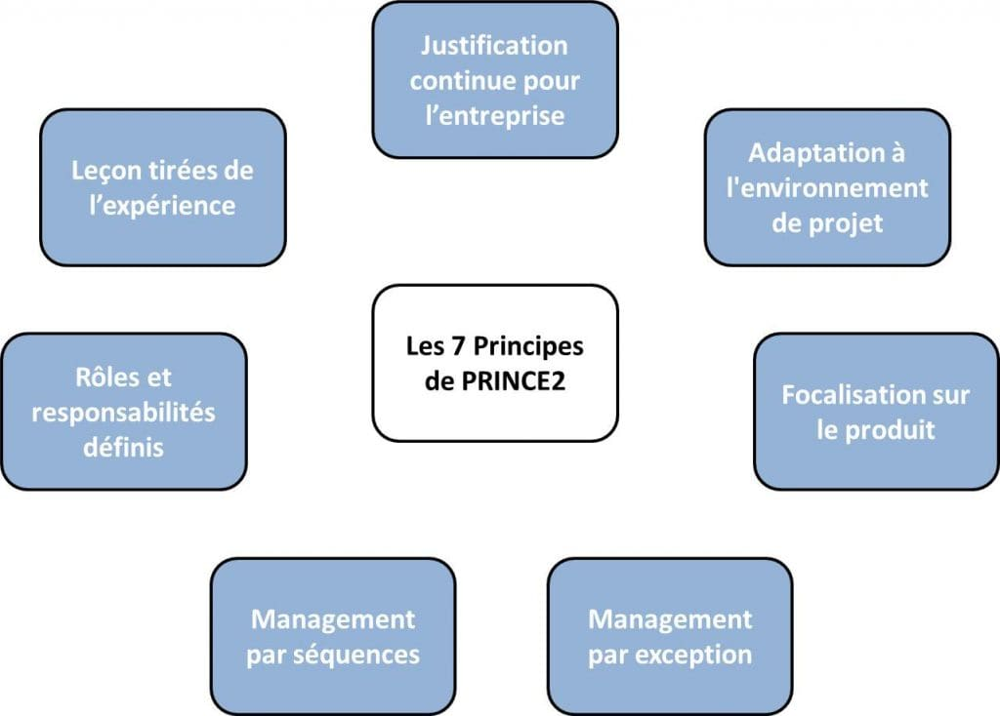 Justification
continue pour
l’entreprise
Leçon tirées de
l’expérience
Adaptation à
l'environnement
de projet
Les 7 Principes
de PRINCE2
Rôles et
responsabilités
définis
Focalisation sur
le produit
Management
par séquences
Management
par exception